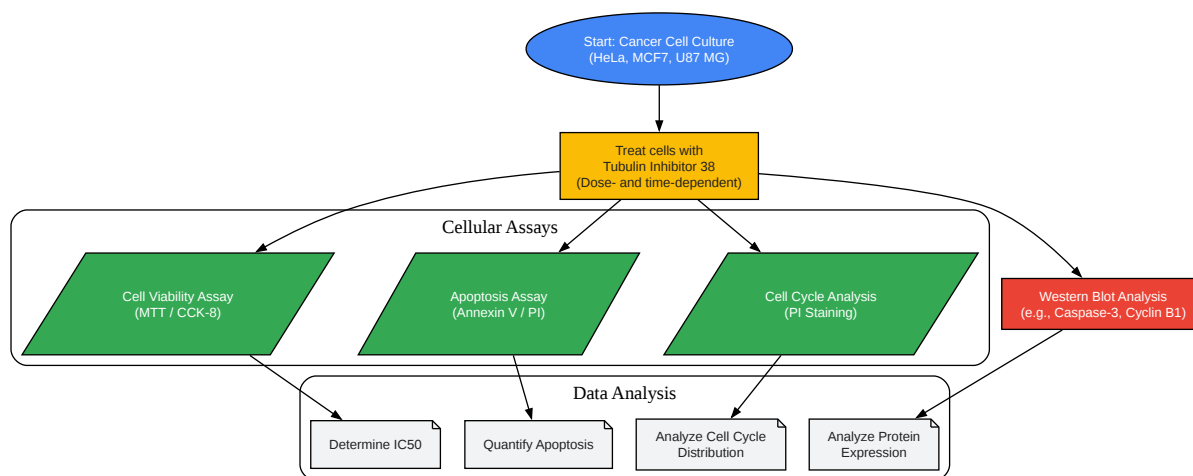 Start: Cancer Cell Culture
(HeLa, MCF7, U87 MG)
Treat cells with
Tubulin Inhibitor 38
(Dose- and time-dependent)
Cellular Assays
Cell Viability Assay
(MTT / CCK-8)
Apoptosis Assay
(Annexin V / PI)
Cell Cycle Analysis
(PI Staining)
Western Blot Analysis
(e.g., Caspase-3, Cyclin B1)
Data Analysis
Determine IC50
Quantify Apoptosis
Analyze Cell Cycle
Distribution
Analyze Protein
Expression